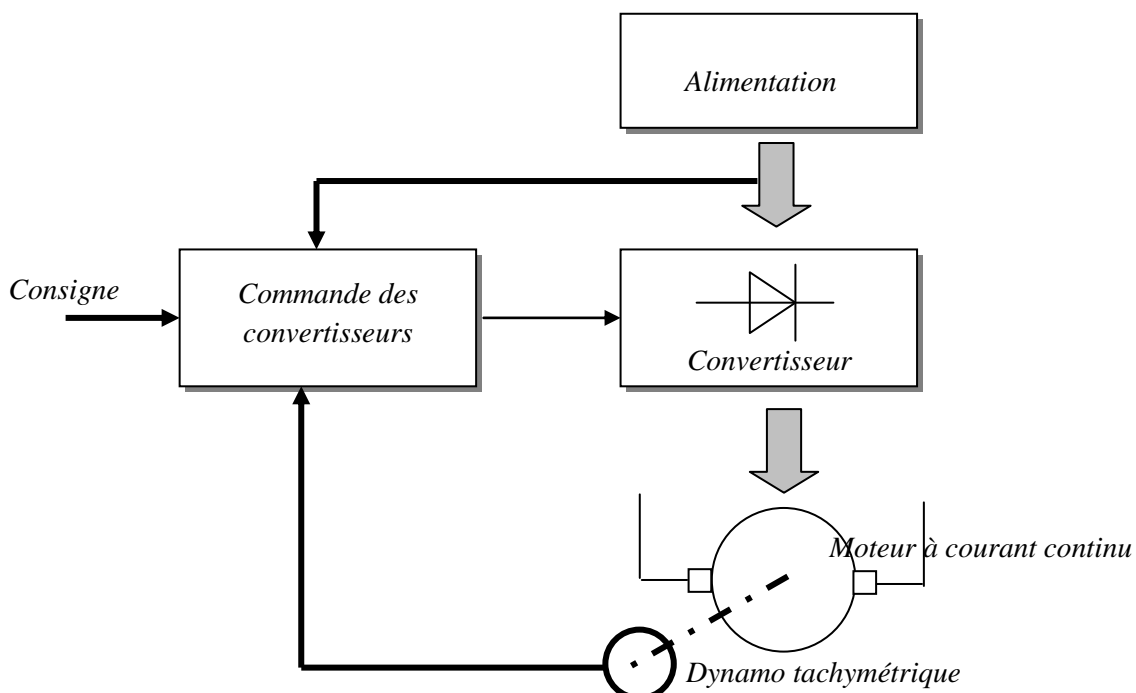 Alimentation
Consigne
Commande des
convertisseurs
Convertisseur
Moteur à courant continu
Dynamo tachymétrique